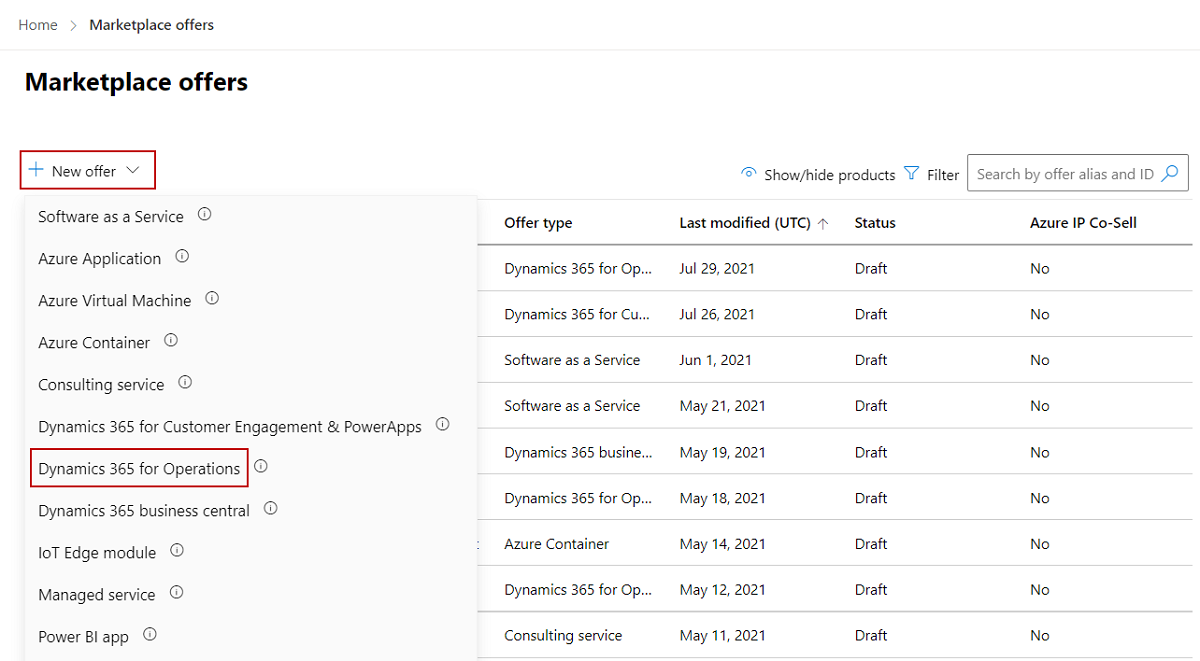 Home > Marketplace offers
Marketplace offers
+ New offer
Show/hide products Filter Search by offer alias and ID
Software as a Service
Azure Application
Azure Virtual Machine
Azure Container
Consulting service
Dynamics 365 for Customer Engagement & PowerApps
Dynamics 365 for Operations
Dynamics 365 business central
IoT Edge module
Managed service
Power BI app
Offer type Last modified (UTC) ↑ Status Azure IP Co-Sell
Dynamics 365 for Op... Jul 29, 2021 Draft No
Dynamics 365 for Cu... Jul 26, 2021 Draft No
Software as a Service Jun 1, 2021 Draft No
Software as a Service May 21, 2021 Draft No
Dynamics 365 busine... May 19, 2021 Draft No
Dynamics 365 for Op... May 18, 2021 Draft No
Azure Container May 14, 2021 Draft No
Dynamics 365 for Op... May 12, 2021 Draft No
Consulting service May 11, 2021 Draft No